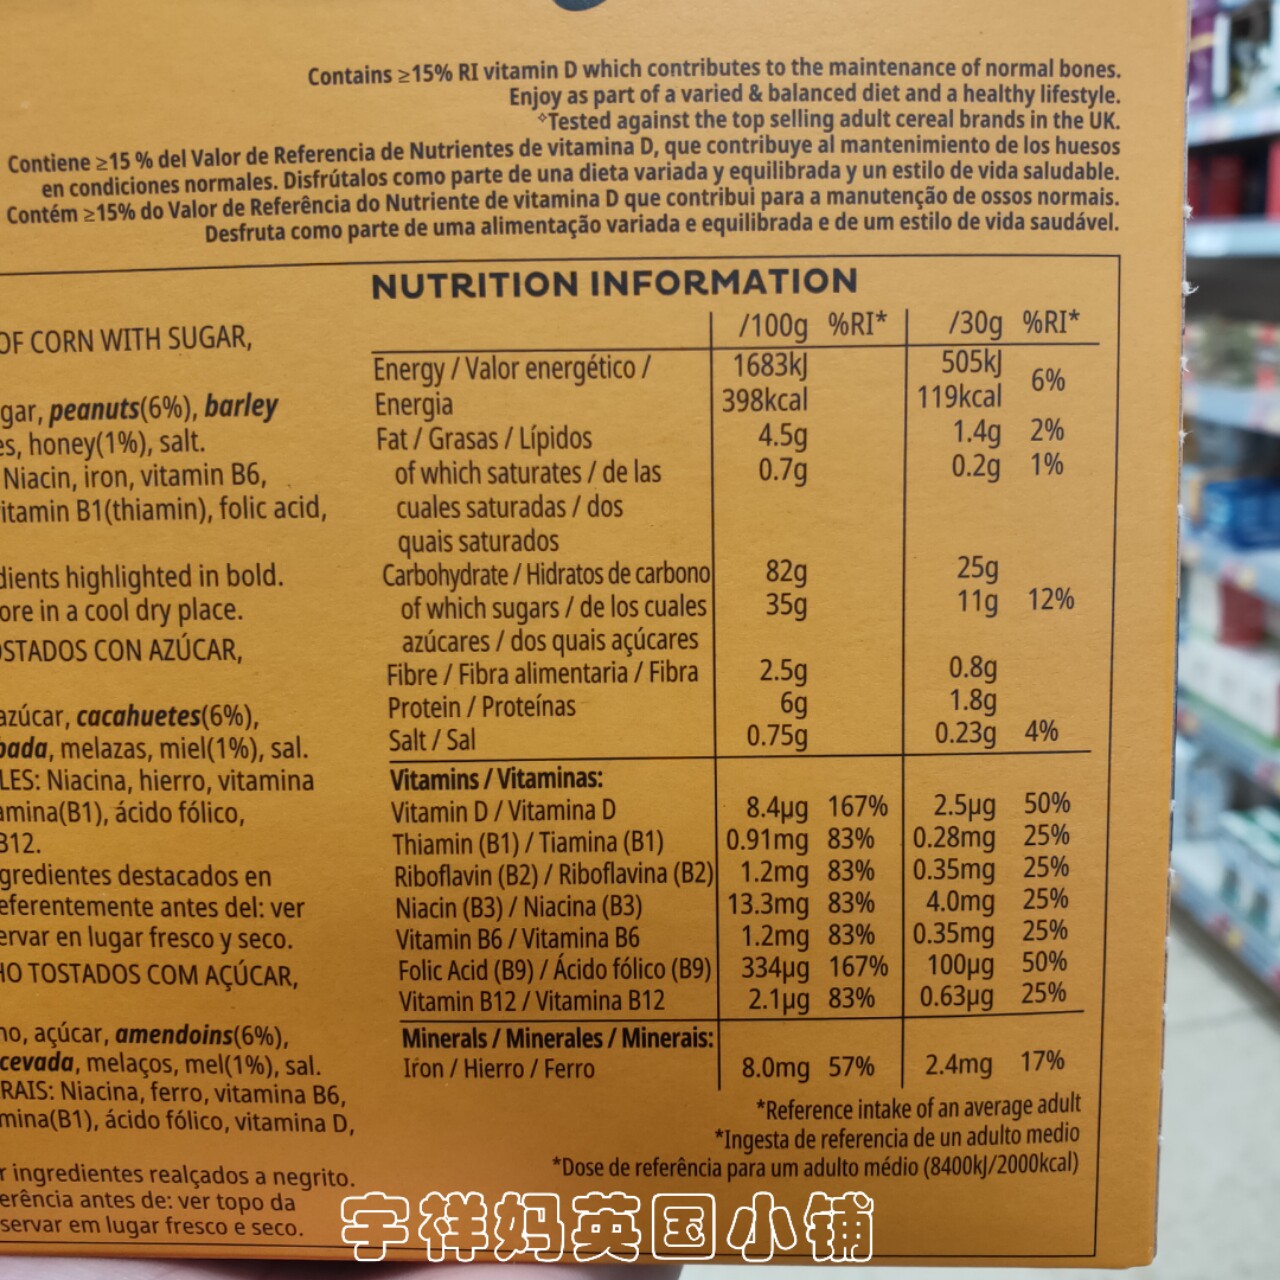 Contains ≥15% RI vitamin D which contributes to the maintenance of normal bones.
Enjoy as part of a varied & balanced diet and a healthy lifestyle.
✧Tested against the top selling adult cereal brands in the UK.
Contiene ≥15 % del Valor de Referencia de Nutrientes de vitamina D, que contribuye al mantenimiento de los huesos
en condiciones normales. Disfrútalos como parte de una dieta variada y equilibrada y un estilo de vida saludable.
Contém ≥15% do Valor de Referência do Nutriente de vitamina D que contribui para a manutenção de ossos normais.
Desfruta como parte de uma alimentação variada e equilibrada e de um estilo de vida saudável.
OF CORN WITH SUGAR,
gar, peanuts(6%), barley
es, honey(1%), salt.
Niacin, iron, vitamin B6,
itamin B1(thiamin), folic acid,
dients highlighted in bold.
ore in a cool dry place.
OSTADOS CON AZÚCAR,
azúcar, cacahuetes(6%),
bada, melazas, miel(1%), sal.
LES: Niacina, hierro, vitamina
amina(B1), ácido fólico,
B12.
gredientes destacados en
eferentemente antes del: ver
ervar en lugar fresco y seco.
HO TOSTADOS COM AÇÚCAR,
ho, açúcar, amendoins(6%),
cevada, melaços, mel(1%), sal.
RAIS: Niacina, ferro, vitamina B6,
mina(B1), ácido fólico, vitamina D,
r ingredientes realçados a negrito.
erência antes de: ver topo da
servar em lugar fresco e seco.
NUTRITION INFORMATION
/100g %RI* /30g %RI*
Energy / Valor energético / 1683kJ 505kJ 6%
Energia 398kcal 119kcal
Fat / Grasas / Lípidos 4.5g 1.4g 2%
of which saturates / de las 0.7g 0.2g 1%
cuales saturadas / dos
quais saturados
Carbohydrate / Hidratos de carbono 82g 25g
of which sugars / de los cuales 35g 11g 12%
azúcares / dos quais açúcares
Fibre / Fibra alimentaria / Fibra 2.5g 0.8g
Protein / Proteínas 6g 1.8g
Salt / Sal 0.75g 0.23g 4%
Vitamins / Vitaminas:
Vitamin D / Vitamina D 8.4µg 167% 2.5µg 50%
Thiamin (B1) / Tiamina (B1) 0.91mg 83% 0.28mg 25%
Riboflavin (B2) / Riboflavina (B2) 1.2mg 83% 0.35mg 25%
Niacin (B3) / Niacina (B3) 13.3mg 83% 4.0mg 25%
Vitamin B6 / Vitamina B6 1.2mg 83% 0.35mg 25%
Folic Acid (B9) / Ácido fólico (B9) 334µg 167% 100µg 50%
Vitamin B12 / Vitamina B12 2.1µg 83% 0.63µg 25%
Minerals / Minerales / Minerais:
Iron / Hierro / Ferro 8.0mg 57% 2.4mg 17%
*Reference intake of an average adult
*Ingesta de referencia de un adulto medio
*Dose de referência para um adulto médio (8400kJ/2000kcal)
宇祥妈英国小铺